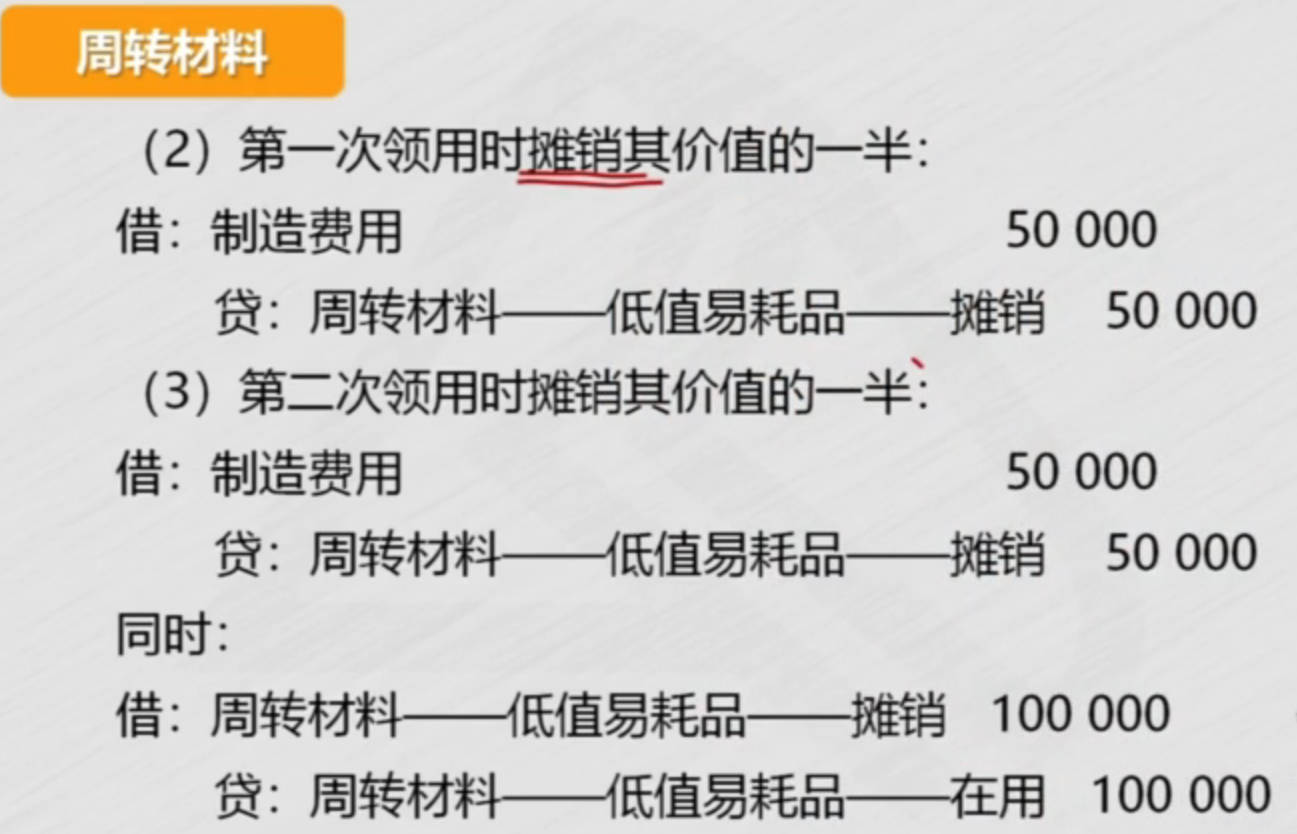 周转材料
（2）第一次领用时摊销其价值的一半：
借：制造费用 50 000
贷：周转材料——低值易耗品——摊销 50 000
（3）第二次领用时摊销其价值的一半：
借：制造费用 50 000
贷：周转材料——低值易耗品——摊销 50 000
同时：
借：周转材料——低值易耗品——摊销 100 000
贷：周转材料——低值易耗品——在用 100 000